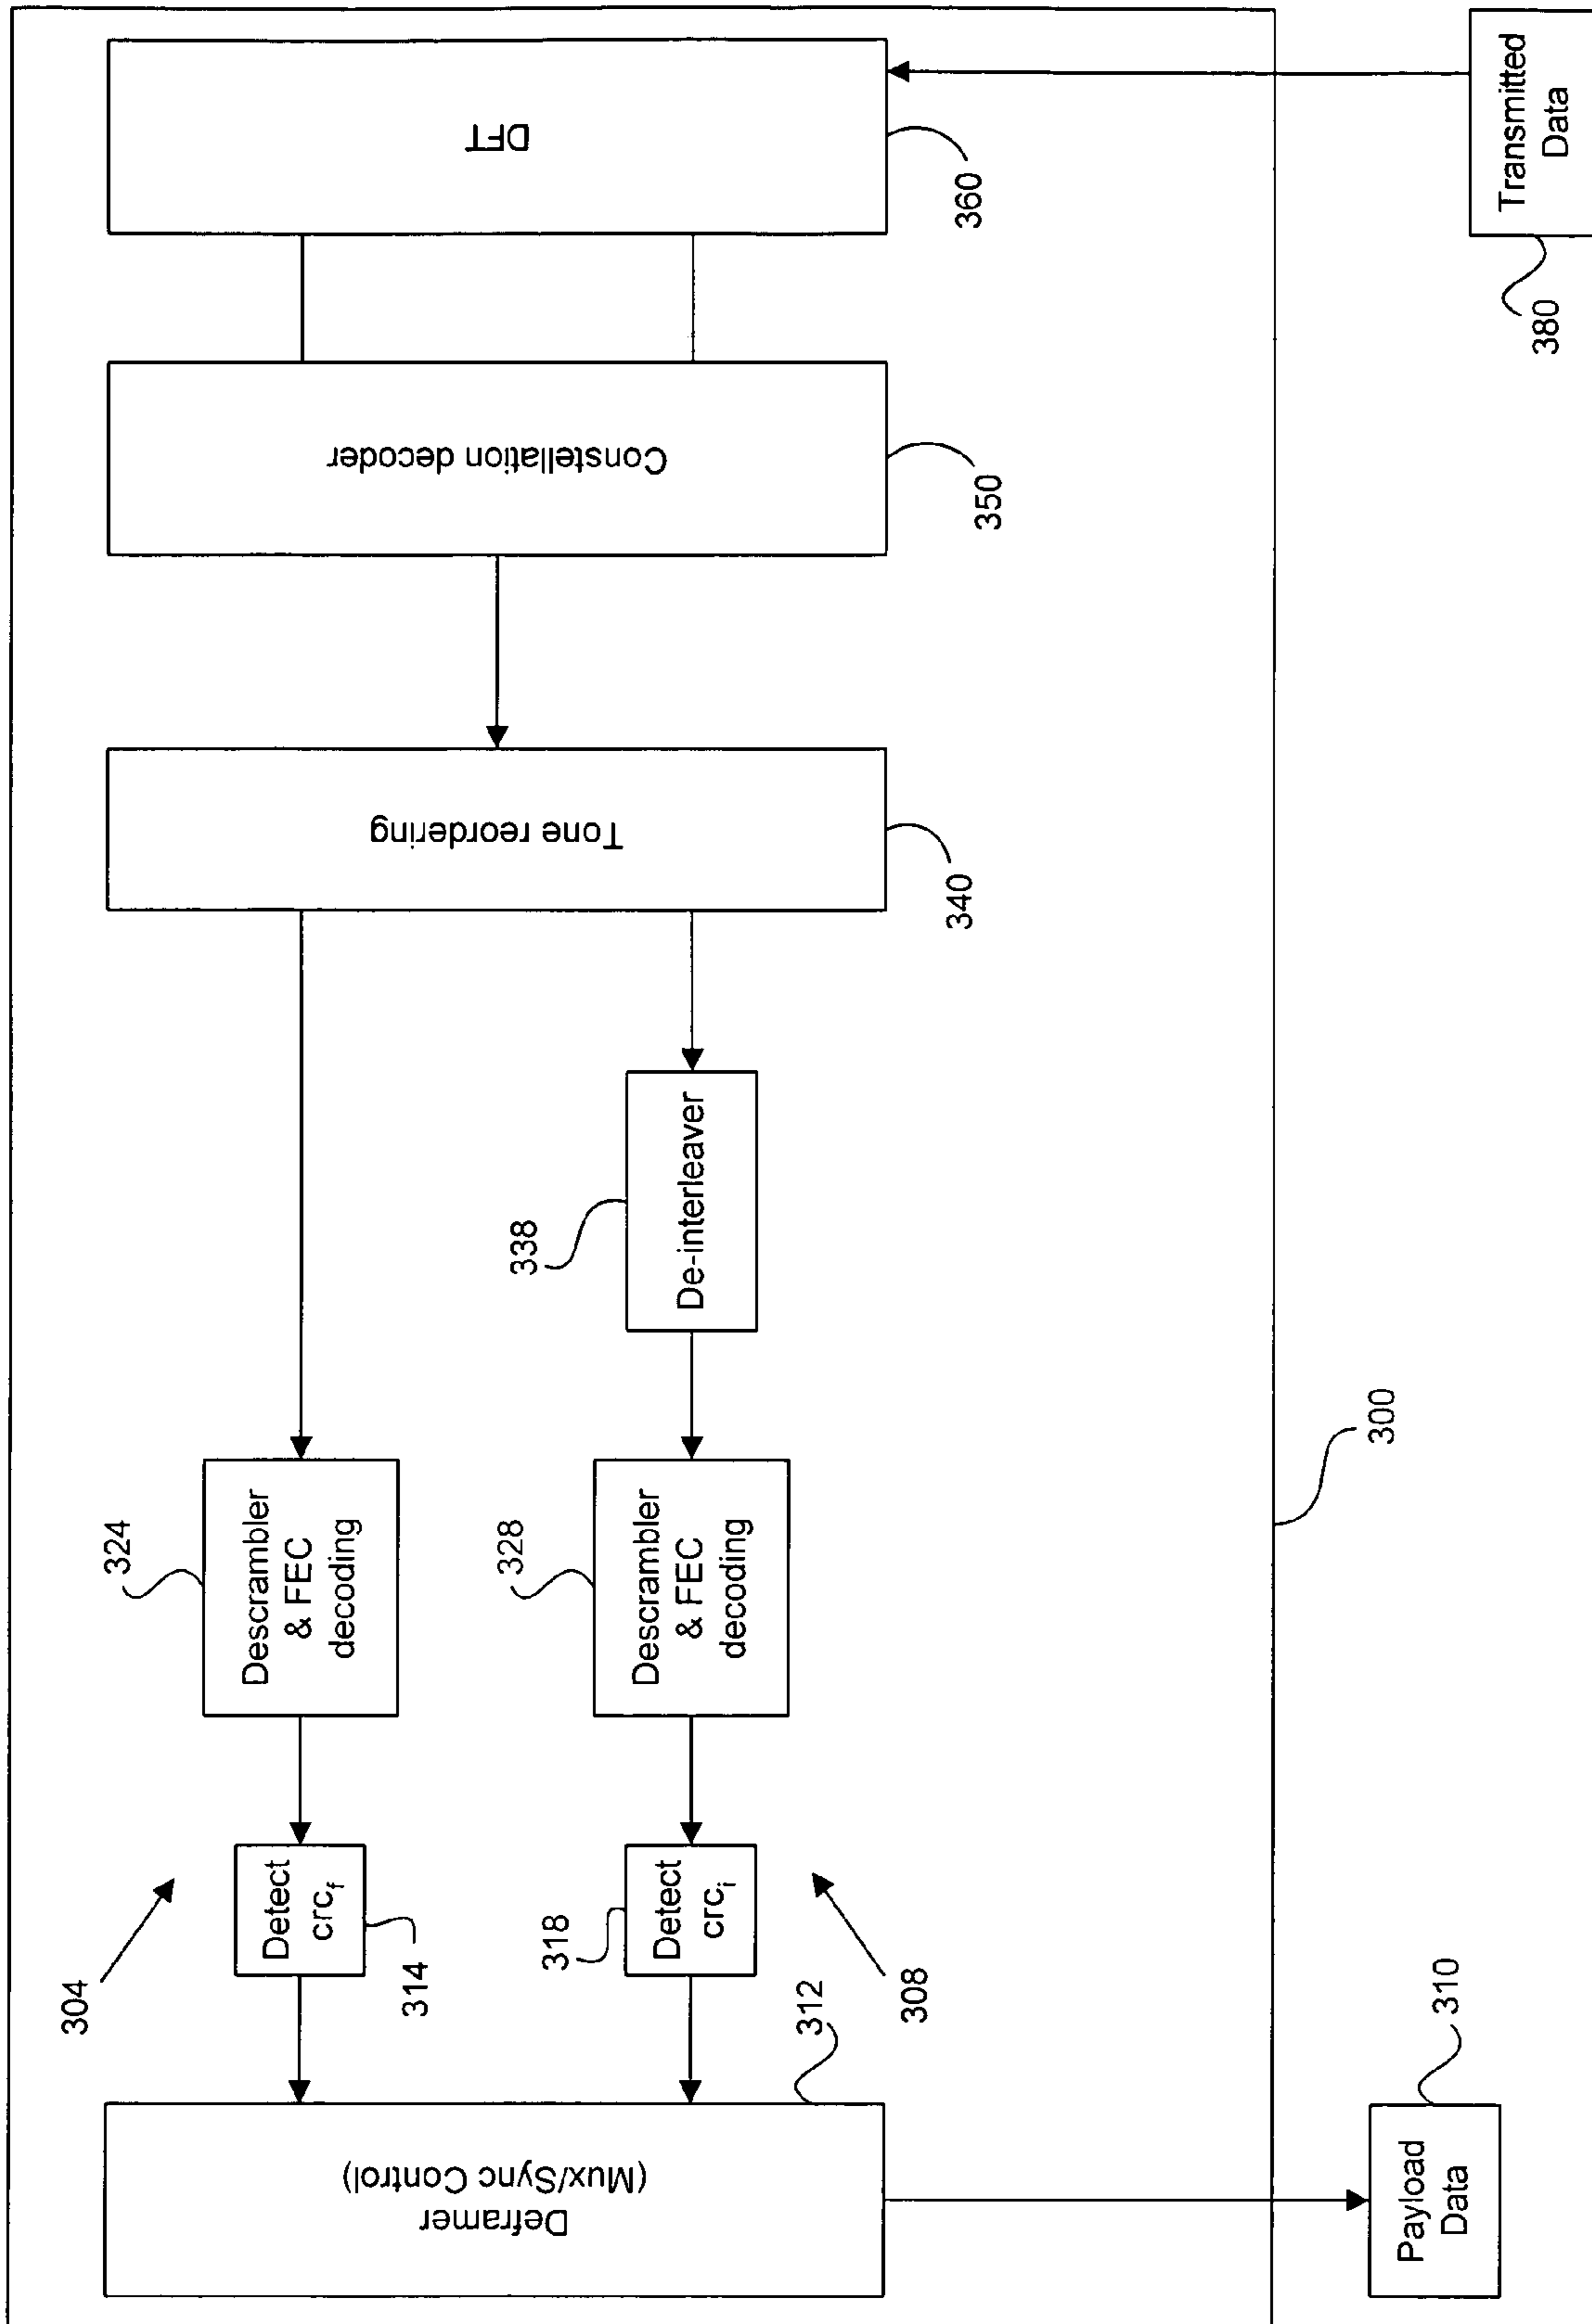 DFT
360
Transmitted
Data
380
Constellation decoder
350
Tone reordering
340
De-interleaver
338
Descrambler
& FEC
decoding
324
Descrambler
& FEC
decoding
328
300
Detect
crcf
314
304
Detect
crci
318
308
Deframer
(Mux/Sync Control)
312
Payload
Data
310